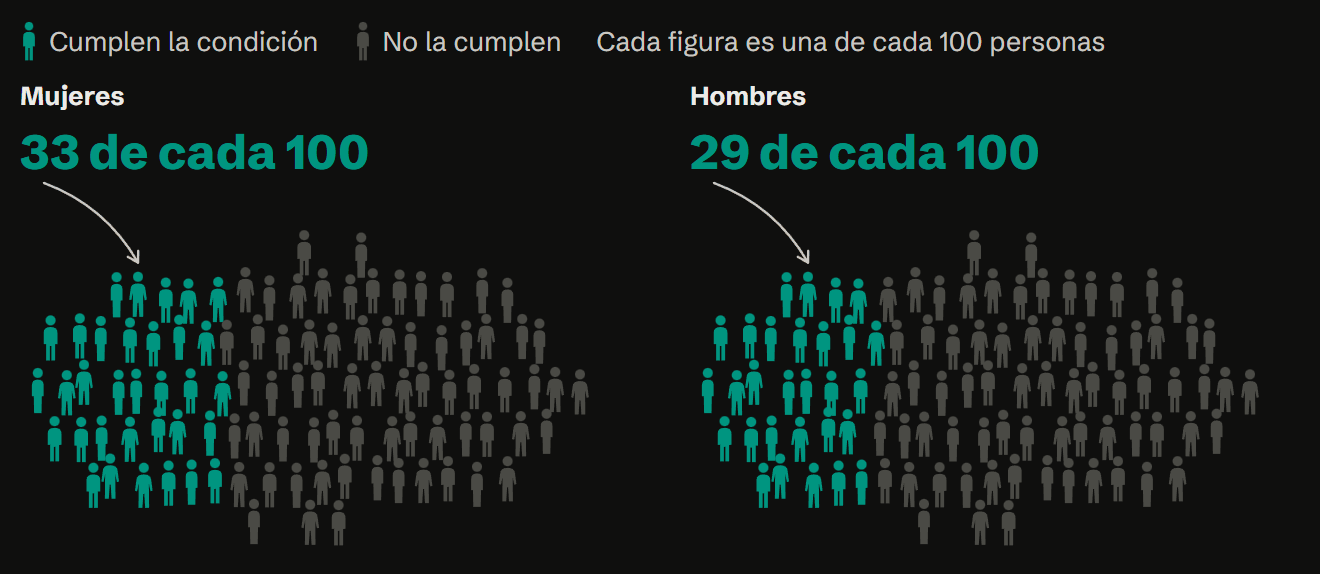 Cumplen la condición No la cumplen Cada figura es una de cada 100 personas
Mujeres
33 de cada 100
Hombres
29 de cada 100